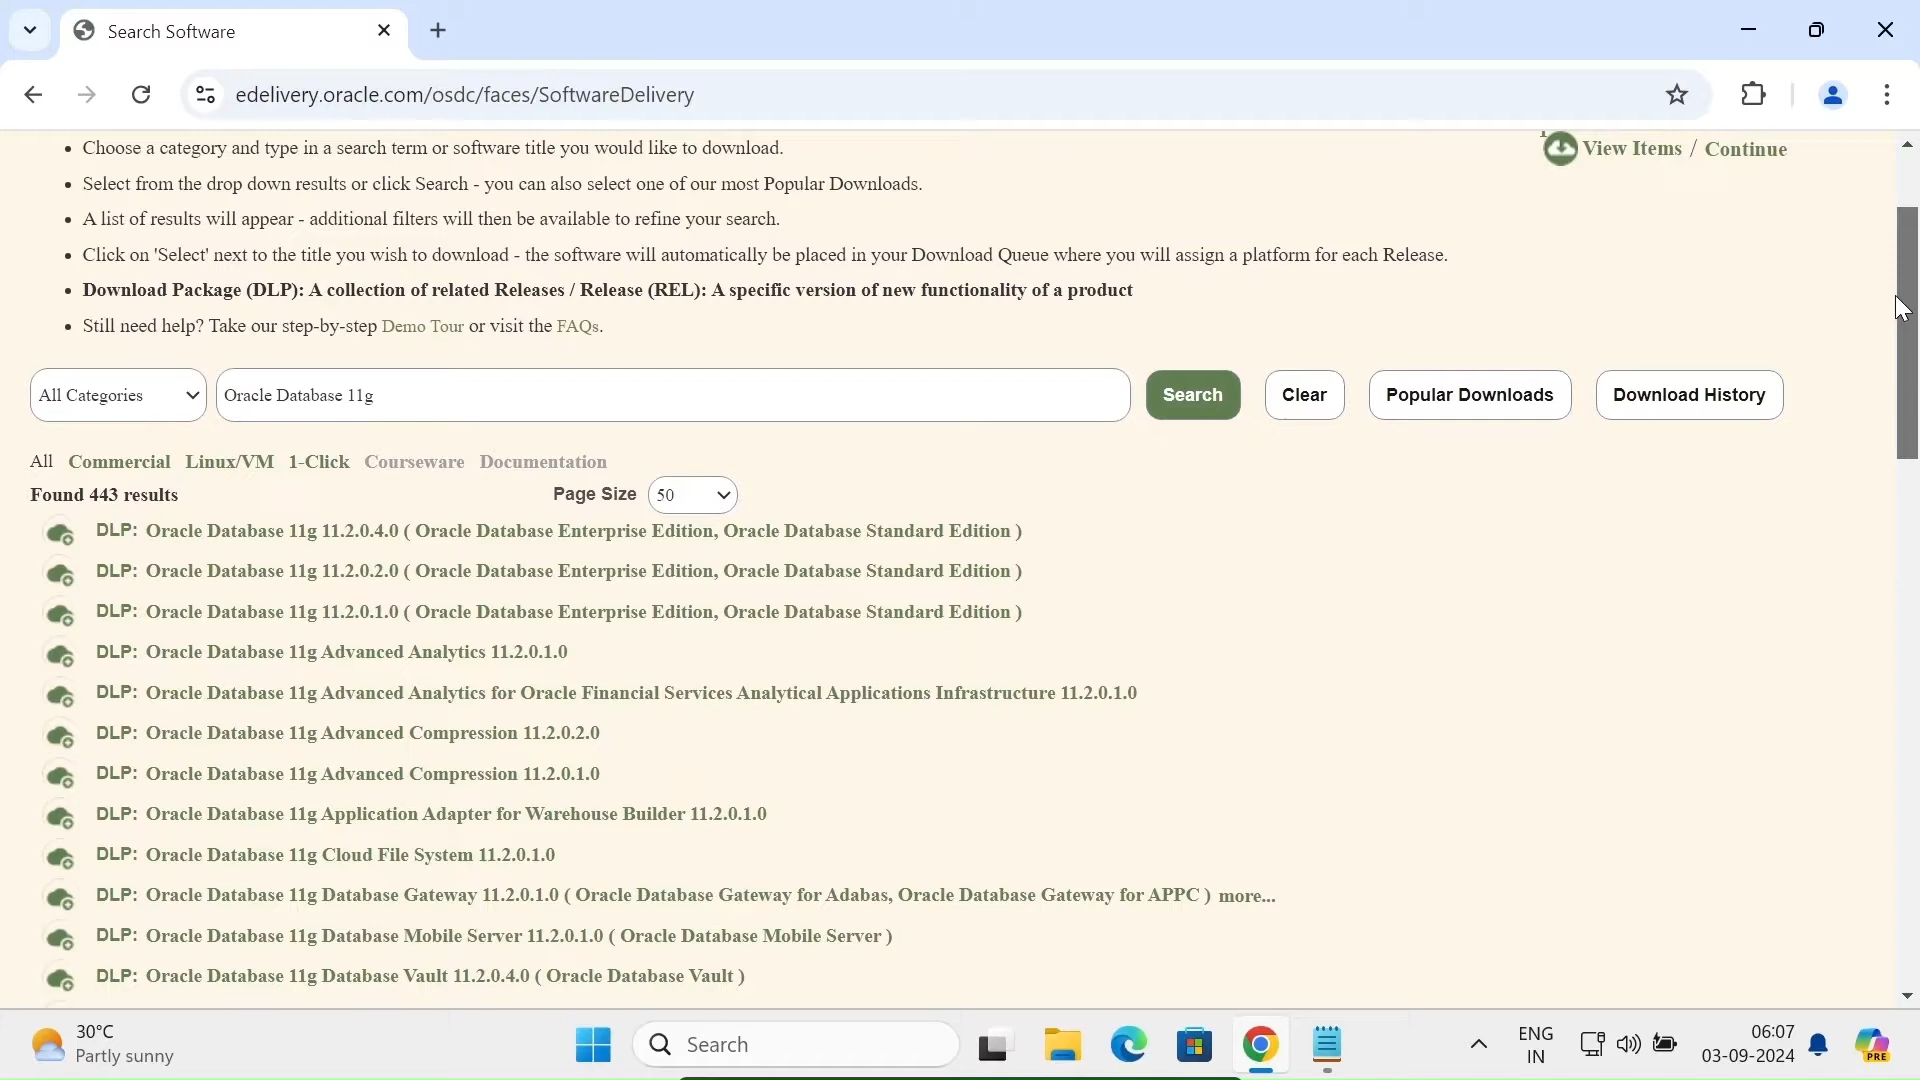 Search Software
edelivery.oracle.com/osdc/faces/SoftwareDelivery
Choose a category and type in a search term or software title you would like to download.
View Items / Continue
Select from the drop down results or click Search - you can also select one of our most Popular Downloads.
A list of results will appear - additional filters will then be available to refine your search.
Click on 'Select' next to the title you wish to download - the software will automatically be placed in your Download Queue where you will assign a platform for each Release.
Download Package (DLP): A collection of related Releases / Release (REL): A specific version of new functionality of a product
Still need help? Take our step-by-step Demo Tour or visit the FAQs.
All Categories Oracle Database 11g Search Clear Popular Downloads Download History
All Commercial Linux/VM 1-Click Courseware Documentation
Found 443 results Page Size 50
DLP: Oracle Database 11g 11.2.0.4.0 ( Oracle Database Enterprise Edition, Oracle Database Standard Edition )
DLP: Oracle Database 11g 11.2.0.2.0 ( Oracle Database Enterprise Edition, Oracle Database Standard Edition )
DLP: Oracle Database 11g 11.2.0.1.0 ( Oracle Database Enterprise Edition, Oracle Database Standard Edition )
DLP: Oracle Database 11g Advanced Analytics 11.2.0.1.0
DLP: Oracle Database 11g Advanced Analytics for Oracle Financial Services Analytical Applications Infrastructure 11.2.0.1.0
DLP: Oracle Database 11g Advanced Compression 11.2.0.2.0
DLP: Oracle Database 11g Advanced Compression 11.2.0.1.0
DLP: Oracle Database 11g Application Adapter for Warehouse Builder 11.2.0.1.0
DLP: Oracle Database 11g Cloud File System 11.2.0.1.0
DLP: Oracle Database 11g Database Gateway 11.2.0.1.0 ( Oracle Database Gateway for Adabas, Oracle Database Gateway for APPC ) more...
DLP: Oracle Database 11g Database Mobile Server 11.2.0.1.0 ( Oracle Database Mobile Server )
DLP: Oracle Database 11g Database Vault 11.2.0.4.0 ( Oracle Database Vault )
30°C
Partly sunny
Search
ENG
IN
06:07
03-09-2024
PRE